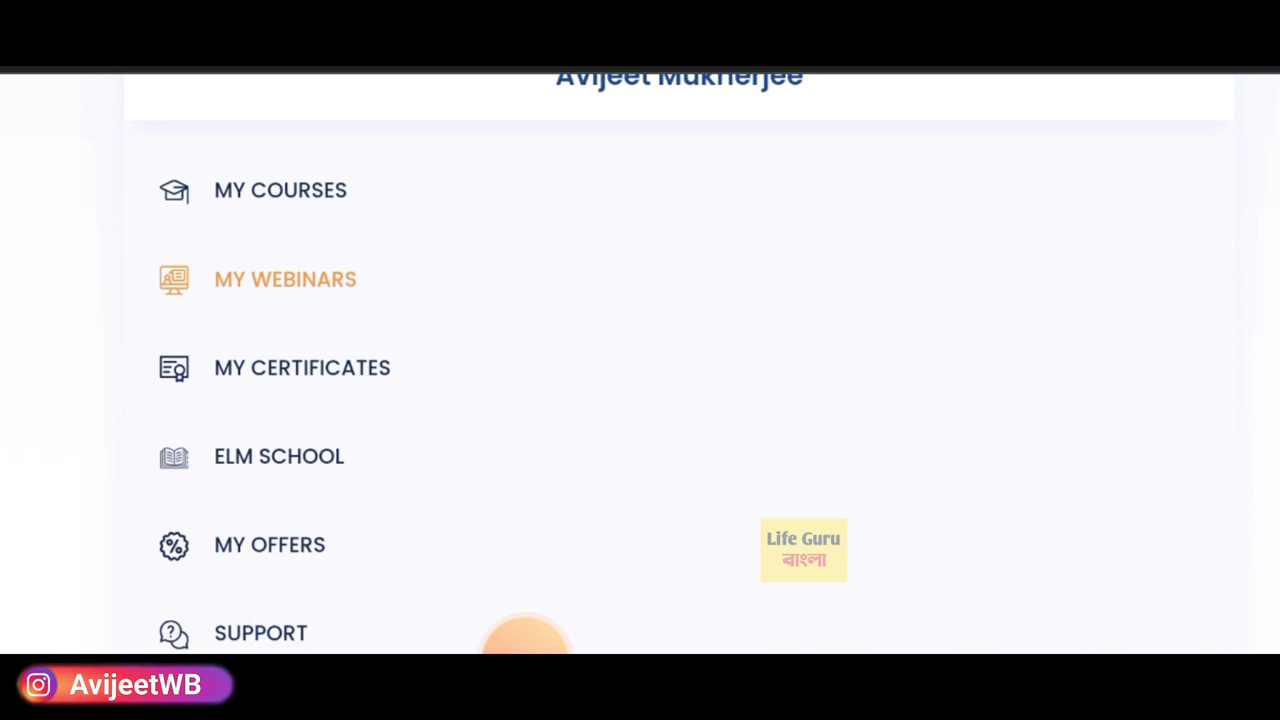 Avijeet Mukherjee
MY COURSES
MY WEBINARS
MY CERTIFICATES
ELM SCHOOL
MY OFFERS
Life Guru
বাংলা
SUPPORT
AvijeetWB